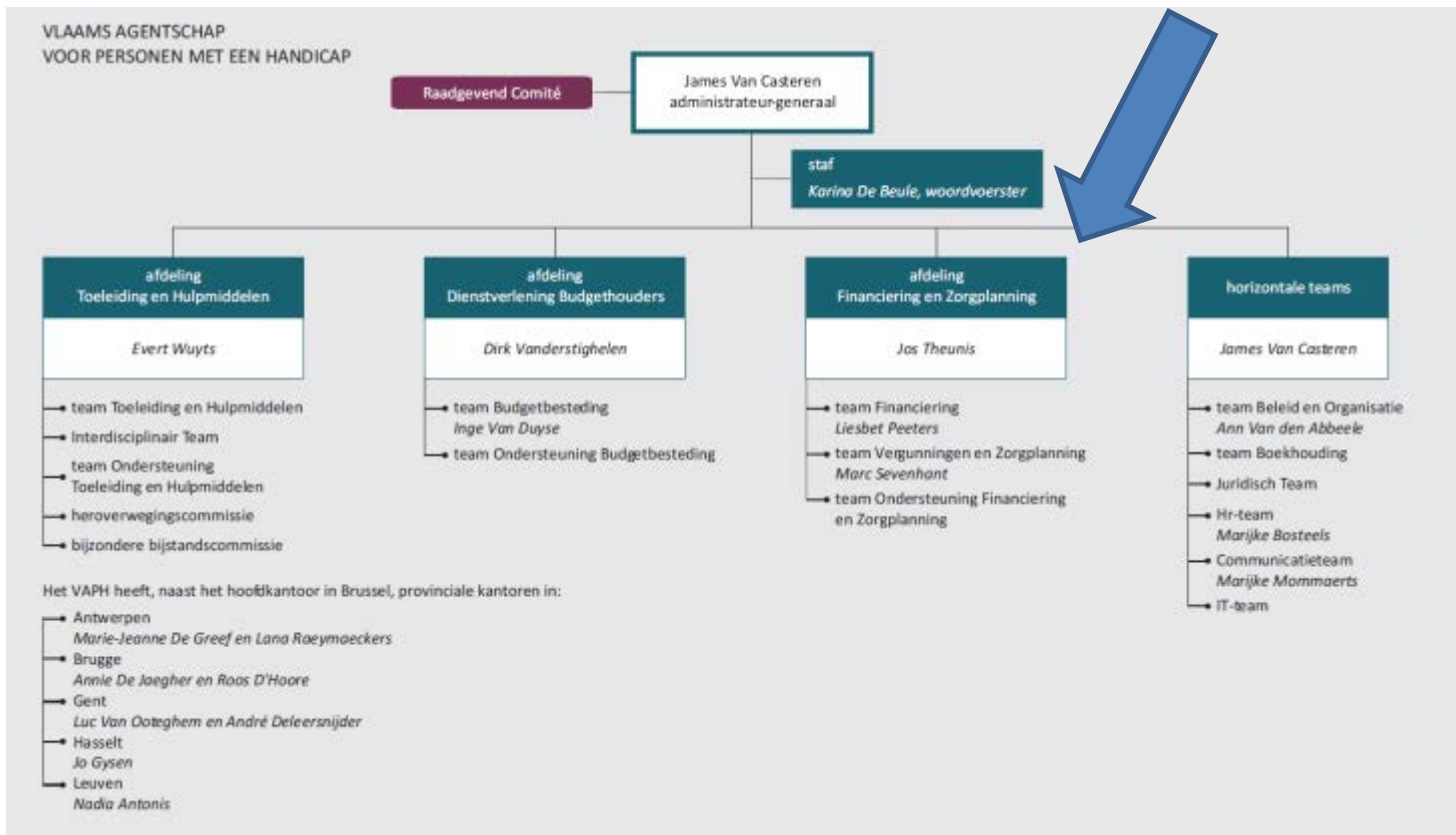 VLAAMS AGENTSCHAP
VOOR PERSONEN MET EEN HANDICAP
Raadgevend Comité
James Van Casteren
administrateur-generaal
staf
Karina De Beule, woordvoerster
afdeling
Toeleiding en Hulpmiddelen
Evert Wuyts
team Toeleiding en Hulpmiddelen
Interdisciplinair Team
team Ondersteuning
Toeleiding en Hulpmiddelen
heroverwegingscommissie
bijzondere bijstandscommissie
afdeling
Dienstverlening Budgethouders
Dirk Vanderstighelen
team Budgetbesteding
Inge Van Duyse
team Ondersteuning Budgetbesteding
afdeling
Financiering en Zorgplanning
Jos Theunis
team Financiering
Liesbet Peeters
team Vergunningen en Zorgplanning
Marc Sevenhant
team Ondersteuning Financiering
en Zorgplanning
horizontale teams
James Van Casteren
team Beleid en Organisatie
Ann Van den Abbeele
team Boekhouding
Juridisch Team
Hr-team
Marijke Bosteels
Communicatieteam
Marijke Mommaerts
IT-team
Het VAPH heeft, naast het hoofdkantoor in Brussel, provinciale kantoren in:
Antwerpen
Marie-Jeanne De Greef en Lana Raeymaeckers
Brugge
Annie De Jaegher en Roos D'Hoore
Gent
Luc Van Ooteghem en André Deleersnijder
Hasselt
Jo Gysen
Leuven
Nadia Antonis